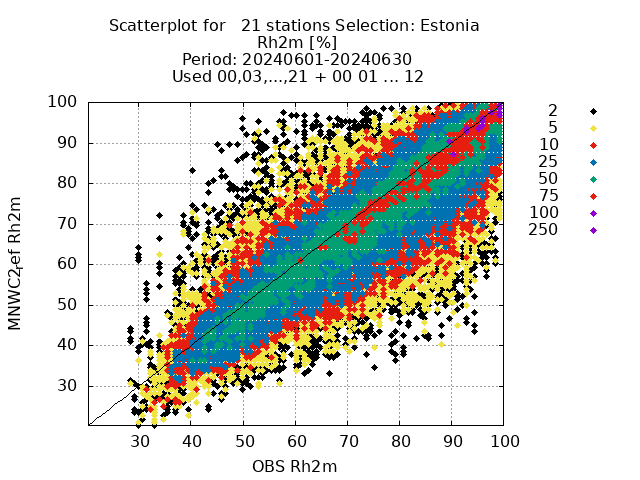 Scatterplot for 21 stations Selection: Estonia
Rh2m [%]
Period: 20240601-20240630
Used 00,03,...,21 + 00 01 ... 12
100
90
80
70
60
50
40
30
30 40 50 60 70 80 90 100
OBS Rh2m
MNWC2,ef Rh2m
2
5
10
25
50
75
100
250